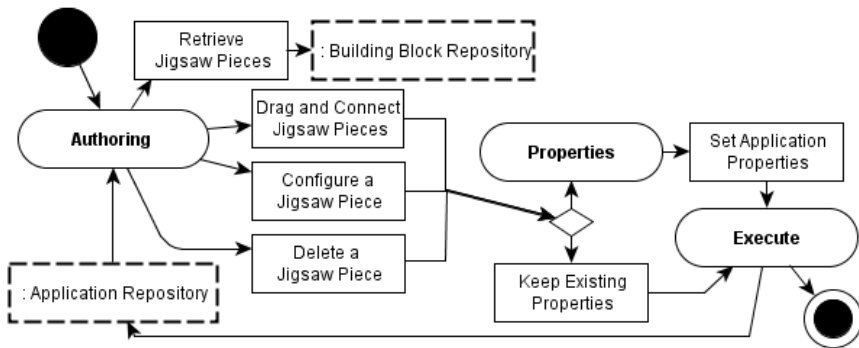 Retrieve
Jigsaw Pieces
: Building Block Repository
Authoring
Drag and Connect
Jigsaw Pieces
Configure a
Jigsaw Piece
Delete a
Jigsaw Piece
: Application Repository
Properties
Set Application
Properties
Keep Existing
Properties
Execute